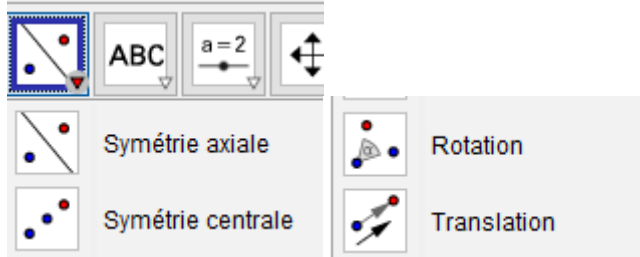 ABC a=2
Symétrie axiale
Symétrie centrale
α
Rotation
Translation